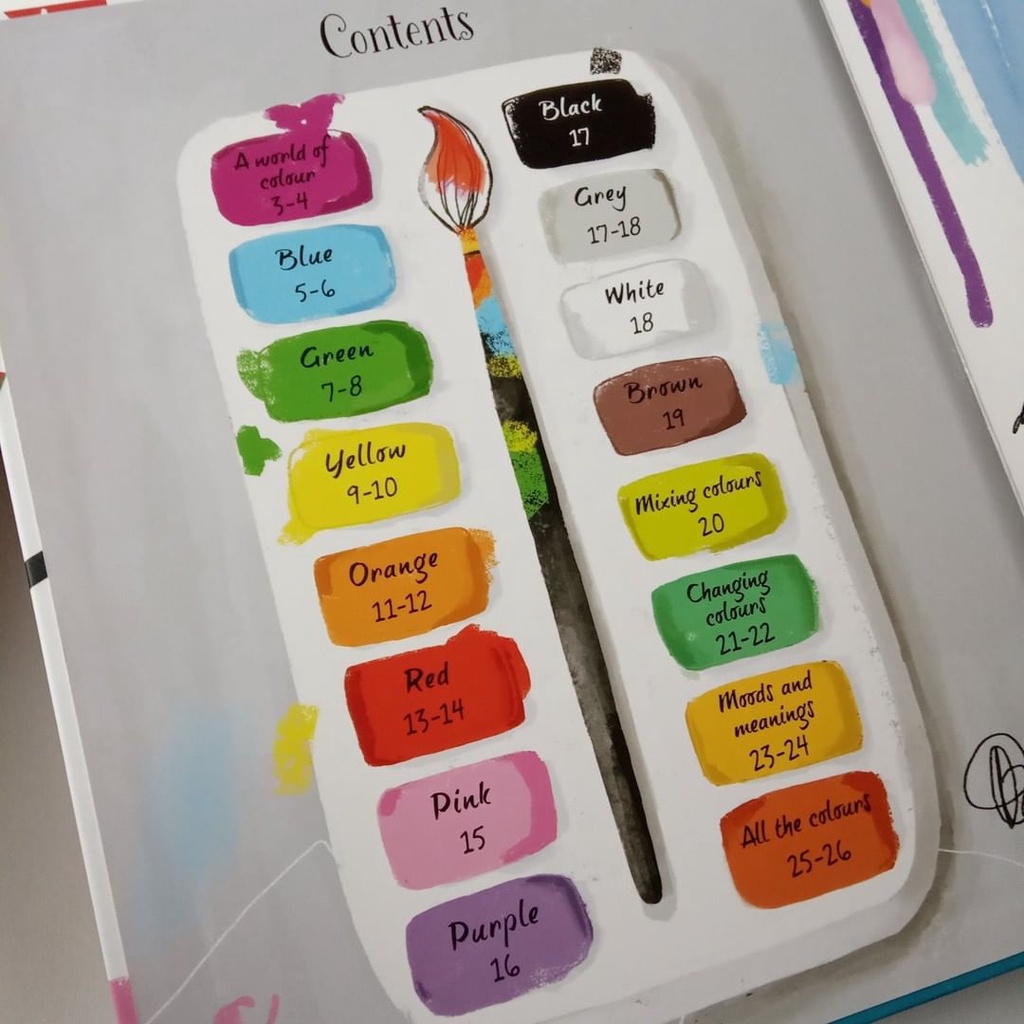 Contents
A world of
colour
3-4
Blue
5-6
Green
7-8
Yellow
9-10
Orange
11-12
Red
13-14
Pink
15
Purple
16
Black
17
Grey
17-18
White
18
Brown
19
Mixing colours
20
Changing
colours
21-22
Moods and
meanings
23-24
All the colours
25-26